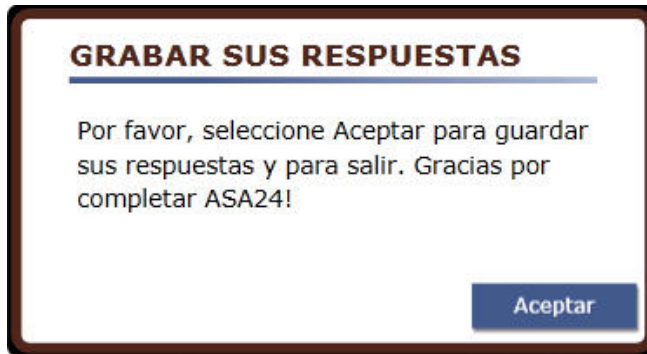 GRABAR SUS RESPUESTAS
Por favor, seleccione Aceptar para guardar
sus respuestas y para salir. Gracias por
completar ASA24!
Aceptar